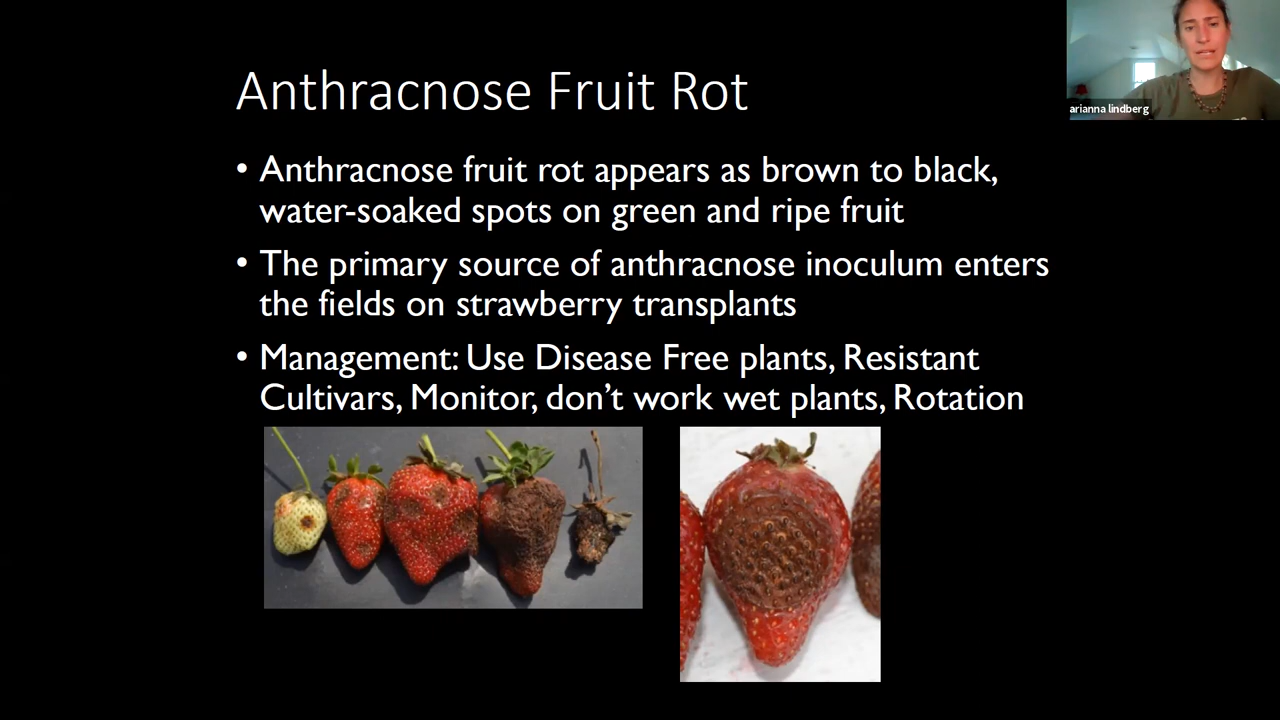 Anthracnose Fruit Rot
• Anthracnose fruit rot appears as brown to black,
water-soaked spots on green and ripe fruit
• The primary source of anthracnose inoculum enters
the fields on strawberry transplants
• Management: Use Disease Free plants, Resistant
Cultivars, Monitor, don’t work wet plants, Rotation
arianna lindberg